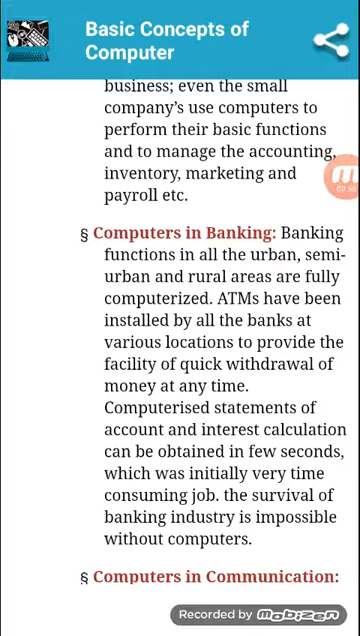 Basic Concepts of
Computer
business; even the small
company's use computers to
perform their basic functions
and to manage the accounting,
inventory, marketing and
payroll etc.
§ Computers in Banking: Banking
functions in all the urban, semi-
urban and rural areas are fully
computerized. ATMs have been
installed by all the banks at
various locations to provide the
facility of quick withdrawal of
money at any time.
Computerised statements of
account and interest calculation
can be obtained in few seconds,
which was initially very time
consuming job. the survival of
banking industry is impossible
without computers.
§ Computers in Communication:
Recorded by mobizen